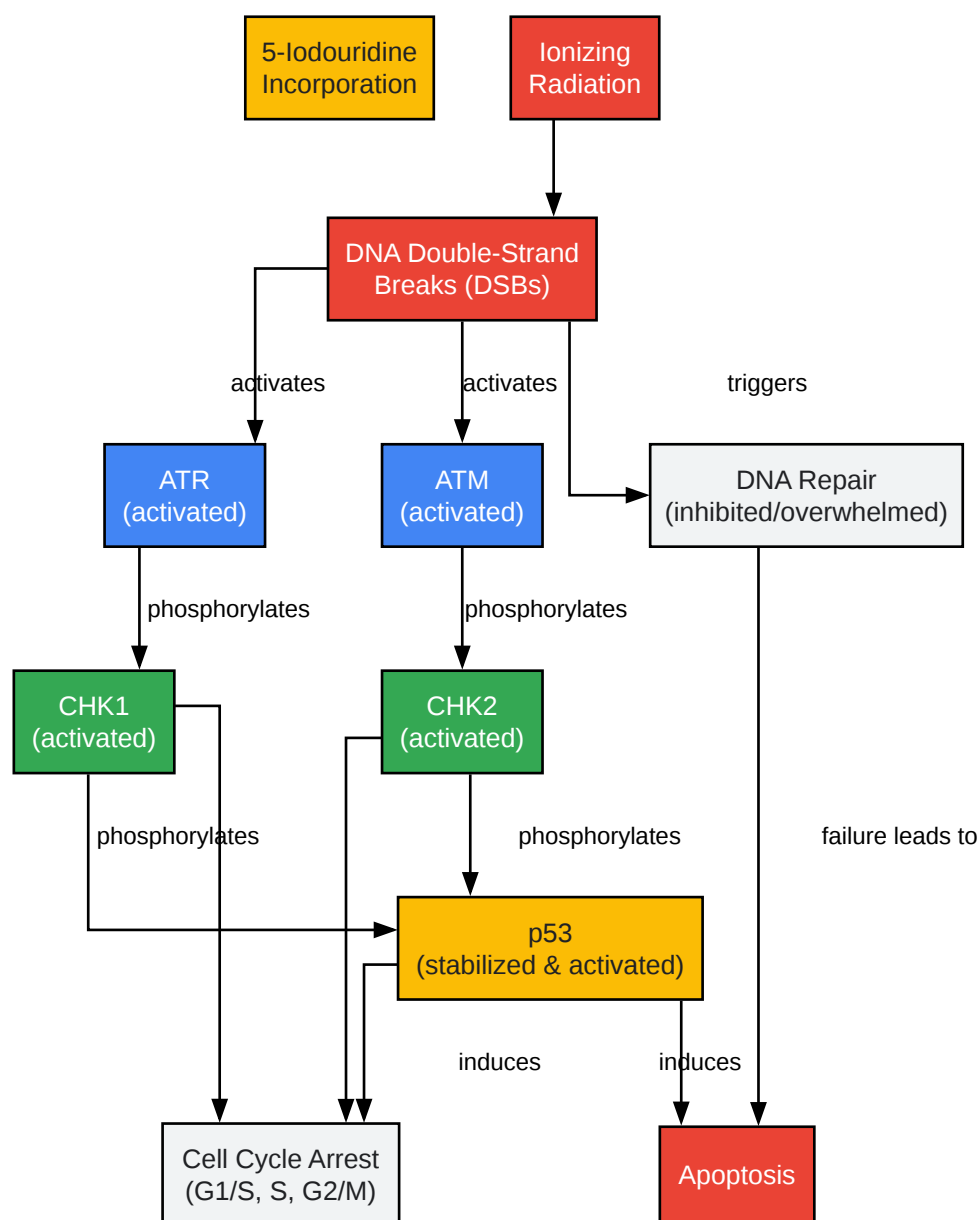 5-Iodouridine
Incorporation
Ionizing
Radiation
DNA Double-Strand
Breaks (DSBs)
activates
activates
triggers
ATR
(activated)
ATM
(activated)
DNA Repair
(inhibited/overwhelmed)
phosphorylates
phosphorylates
CHK1
(activated)
CHK2
(activated)
phosphorylates
phosphorylates
failure leads to
p53
(stabilized & activated)
induces
induces
Cell Cycle Arrest
(G1/S, S, G2/M)
Apoptosis